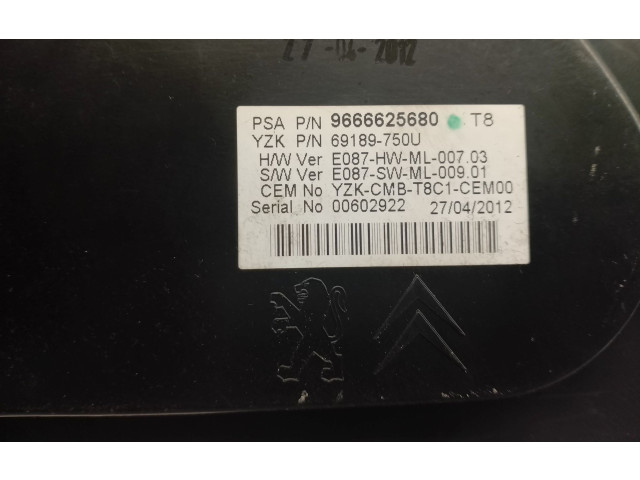 27-04-2012
PSA P/N 9666625680 T8
YZK P/N 69189-750U
H/W Ver E087-HW-ML-007.03
S/W Ver E087-SW-ML-009.01
CEM No YZK-CMB-T8C1-CEM00
Serial No 00602922 27/04/2012